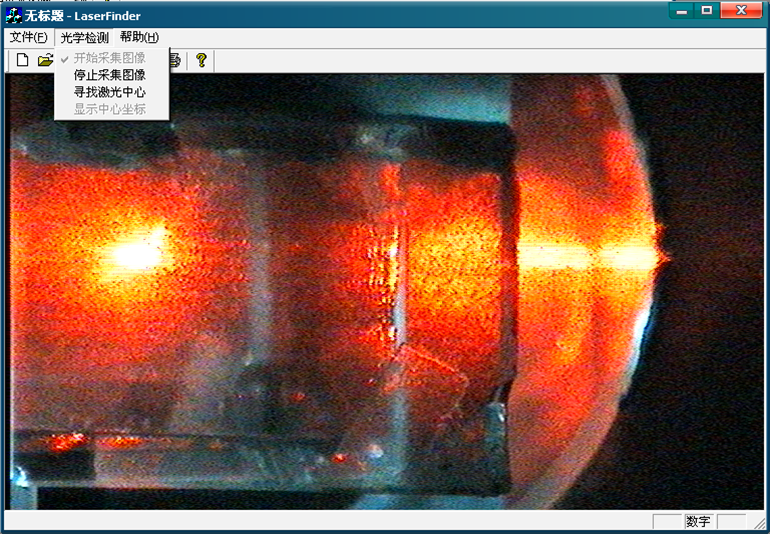 无标题 - LaserFinder
文件(F) 光学检测 帮助(H)
开始采集图像
停止采集图像
寻找激光中心
显示中心坐标
数字